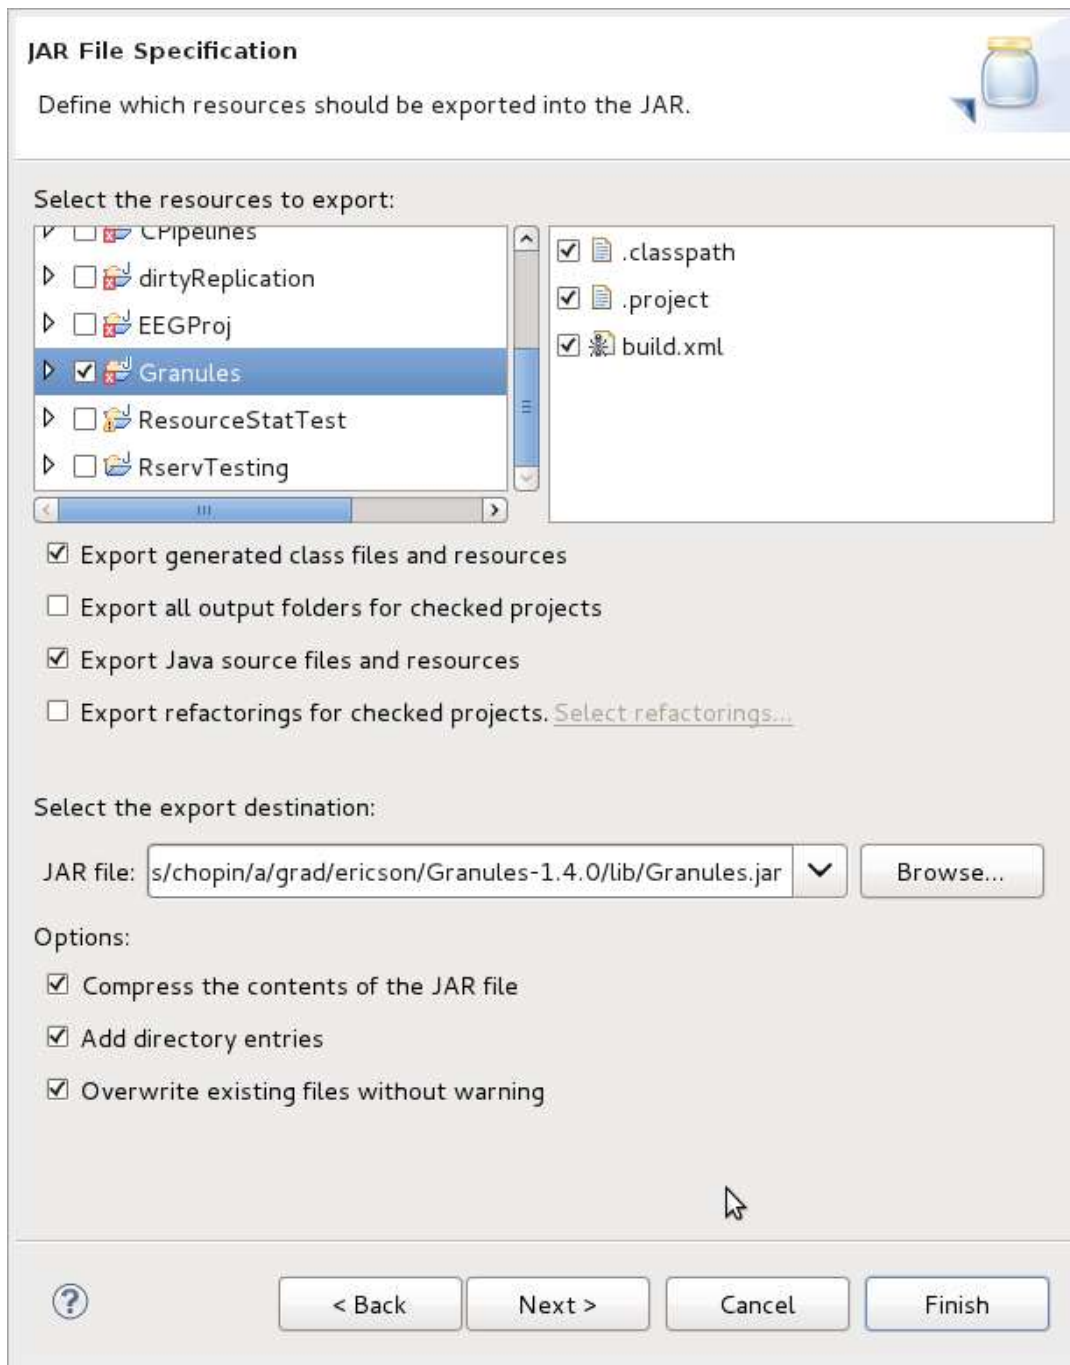 JAR File Specification
Define which resources should be exported into the JAR.
Select the resources to export:
CPipelines
dirtyReplication
EEGProj
Granules
ResourceStatTest
RservTesting
.classpath
.project
build.xml
Export generated class files and resources
Export all output folders for checked projects
Export Java source files and resources
Export refactorings for checked projects. Select refactorings...
Select the export destination:
JAR file: s/chopin/a/grad/ericson/Granules-1.4.0/lib/Granules.jar Browse...
Options:
Compress the contents of the JAR file
Add directory entries
Overwrite existing files without warning
? < Back Next > Cancel Finish